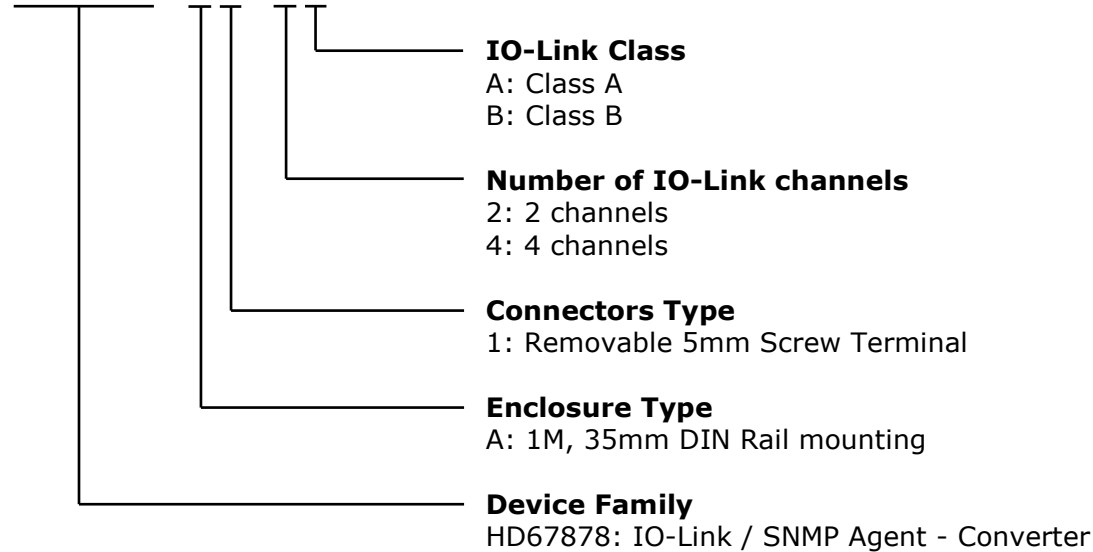 IO-Link Class
A: Class A
B: Class B
Number of IO-Link channels
2: 2 channels
4: 4 channels
Connectors Type
1: Removable 5mm Screw Terminal
Enclosure Type
A: 1M, 35mm DIN Rail mounting
Device Family
HD67878: IO-Link / SNMP Agent - Converter